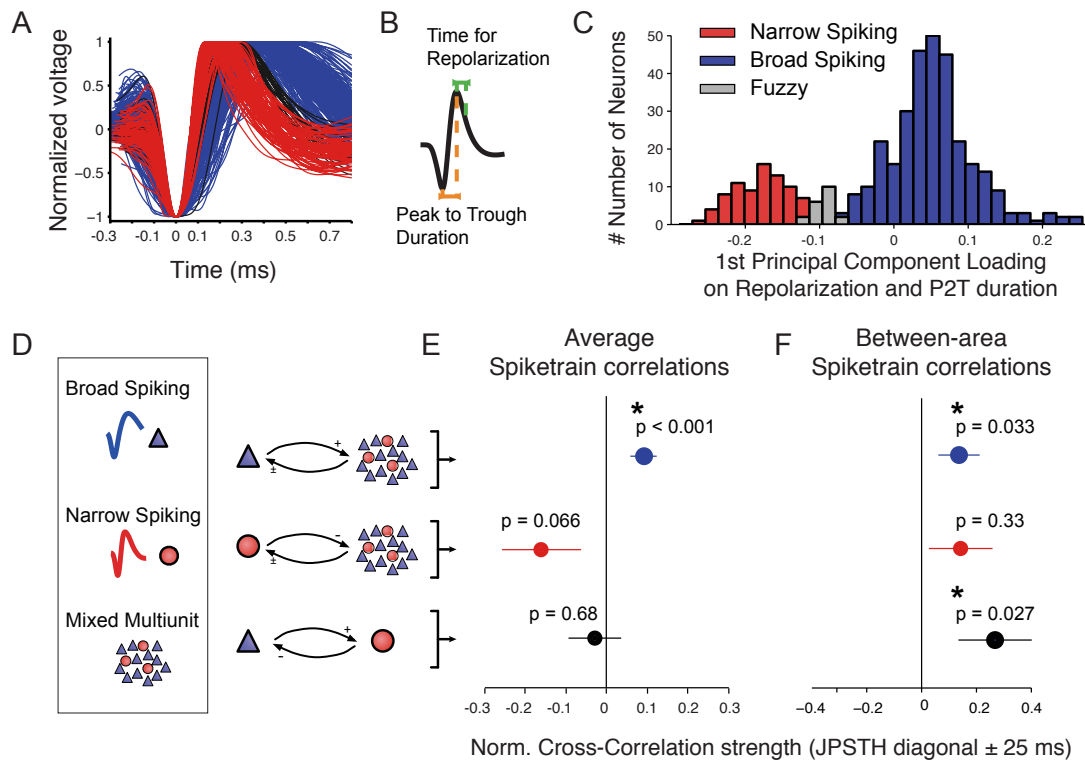 A
Normalized voltage
1
0.5
0
−0.5
−1
-0.3
-0.1
0
0.1
0.3
0.5
0.7
Time (ms)
B
Time for
Repolarization
Peak to Trough
Duration
C
# Number of Neurons
50
40
30
20
10
0
Narrow Spiking
Broad Spiking
Fuzzy
-0.2
-0.1
0
0.1
0.2
1st Principal Component Loading
on Repolarization and P2T duration
D
Broad Spiking
Narrow Spiking
Mixed Multiunit
+
±
−
±
+
−
E
Average
Spiketrain correlations
*
p < 0.001
p = 0.066
p = 0.68
-0.3
-0.2
-0.1
0
0.1
0.2
0.3
F
Between-area
Spiketrain correlations
*
p = 0.033
p = 0.33
*
p = 0.027
−0.4
−0.2
0
0.2
0.4
Norm. Cross-Correlation strength (JPSTH diagonal ± 25 ms)